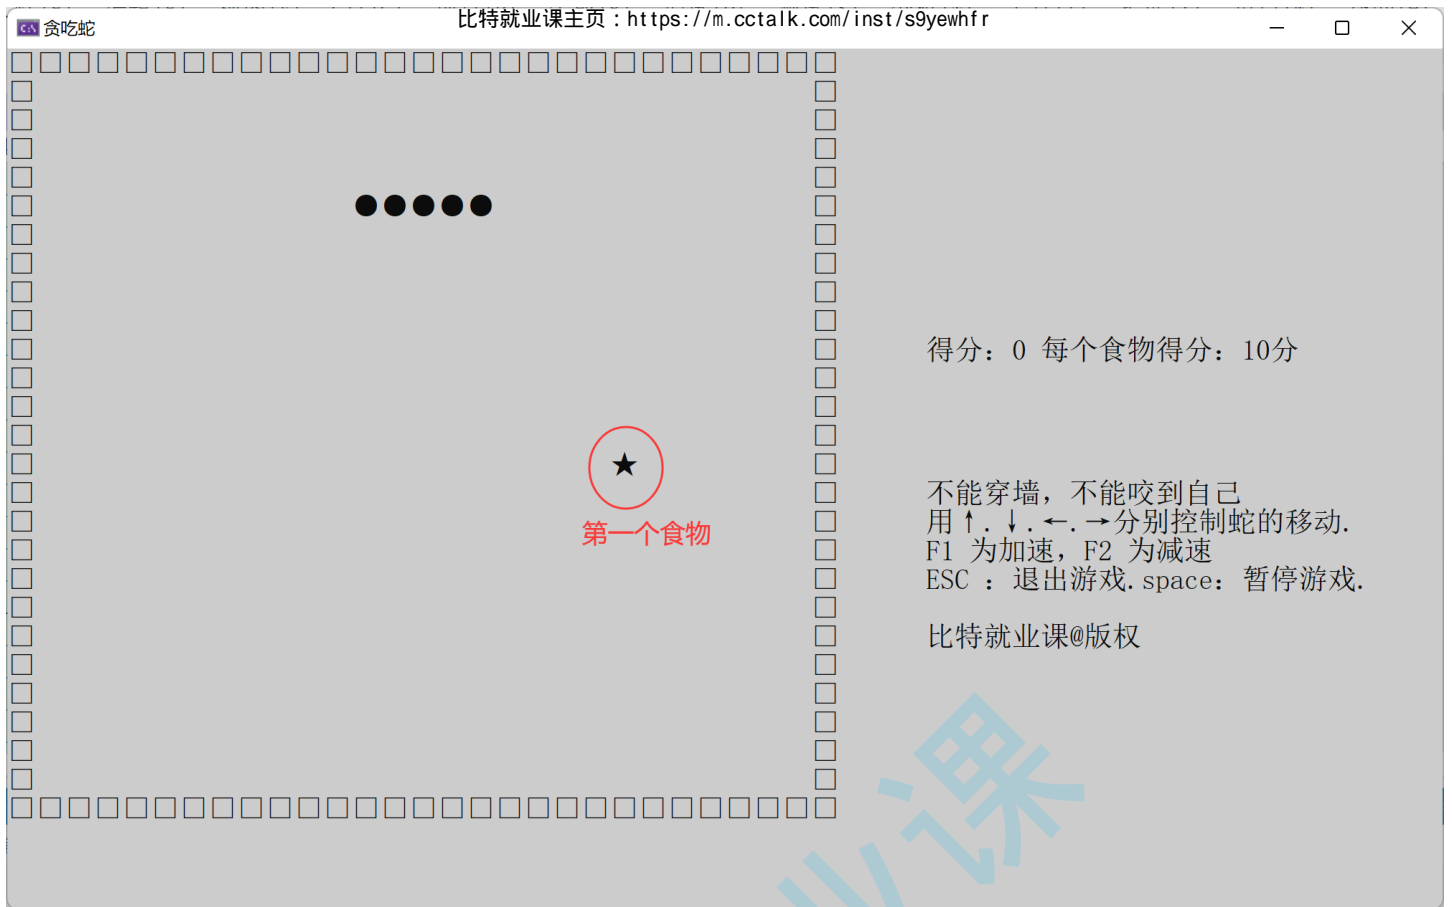 比特就业课主页：https://m.cctalk.com/inst/s9yewhfr
贪吃蛇
得分：0 每个食物得分：10分
第一个食物
不能穿墙，不能咬到自己
用↑.↓.←.→分别控制蛇的移动.
F1 为加速，F2 为减速
ESC ：退出游戏.space：暂停游戏.
比特就业课@版权
业课